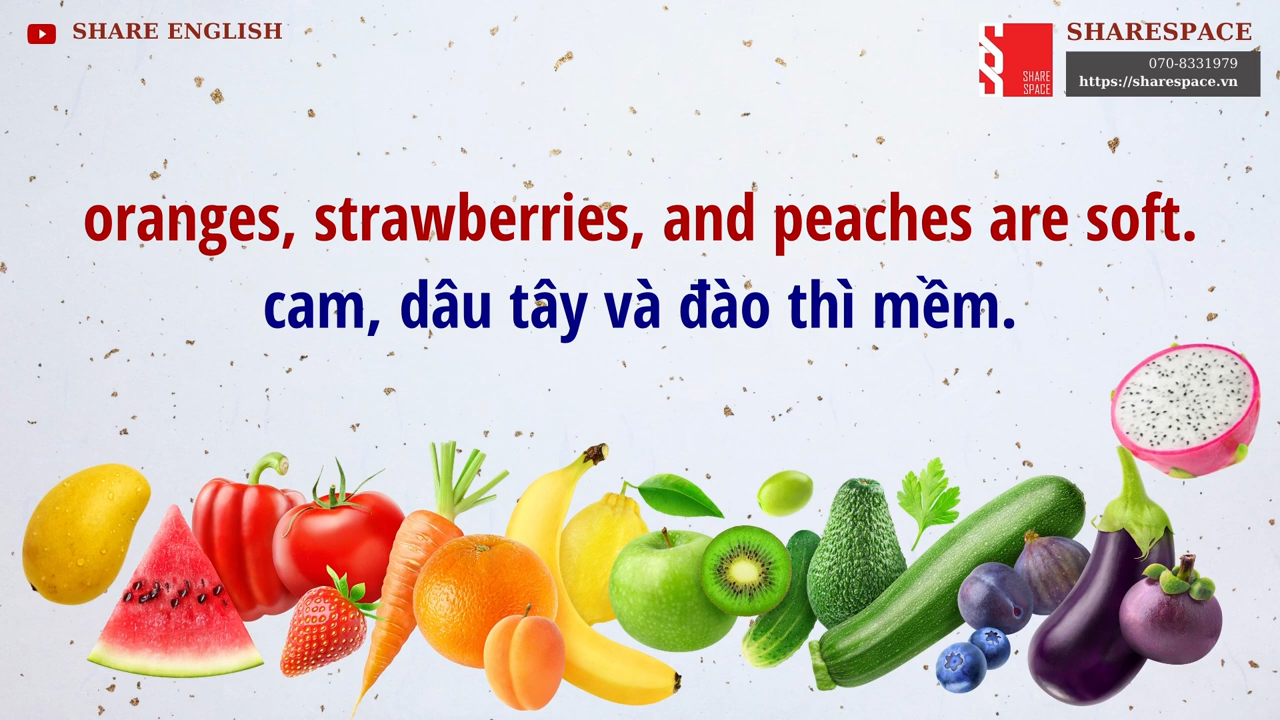 SHARE ENGLISH
SHARE
SPACE
SHARESPACE
070-8331979
https://sharespace.vn
oranges, strawberries, and peaches are soft.
cam, dâu tây và đào thì mềm.